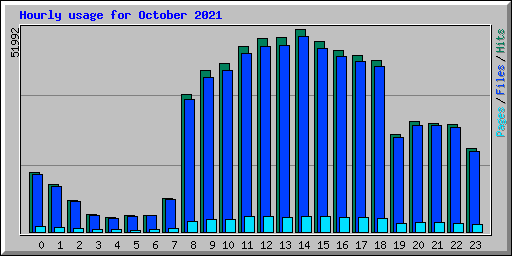 Hourly usage for October 2021
51992
Pages/Files/Hits
0 1 2 3 4 5 6 7 8 9 10 11 12 13 14 15 16 17 18 19 20 21 22 23